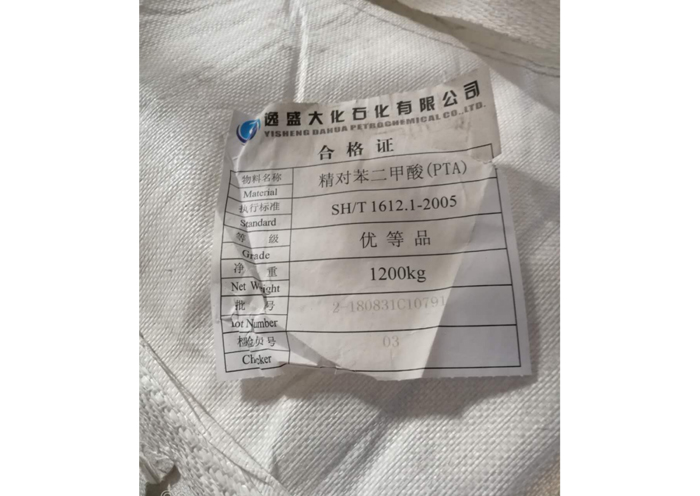 逸盛大化石化有限公司
YISHENG DAHUA PETROCHEMICAL CO.,LTD.
合格证
物料名称 精对苯二甲酸(PTA)
Material
执行标准 SH/T 1612.1-2005
Standard
等 级 优等品
Grade
净 重 1200kg
Net Weight
批 号 2-180831C10791
Lot Number
检验员号 03
Cheker